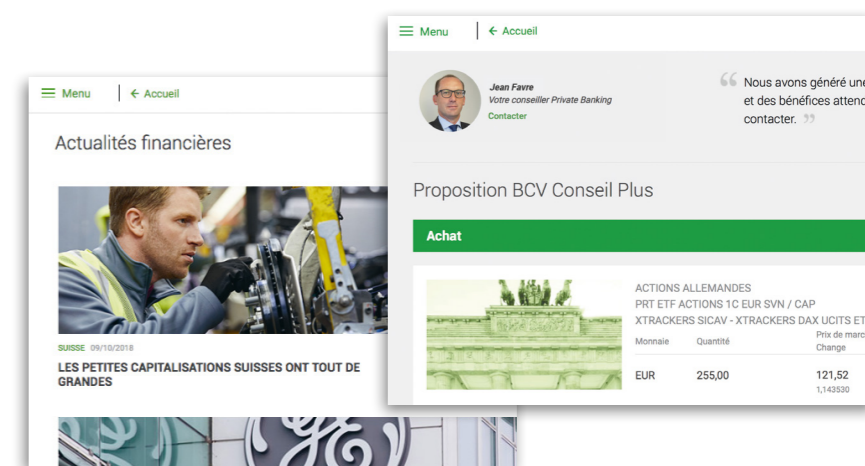 Menu
← Accueil
Actualités financières
SUISSE 09/10/2018
LES PETITES CAPITALISATIONS SUISSES ONT TOUT DE
GRANDES
Menu
← Accueil
Jean Favre
Votre conseiller Private Banking
Contacter
“ Nous avons généré une
et des bénéfices attend
contacter. ”
Proposition BCV Conseil Plus
Achat
ACTIONS ALLEMANDES
PRT ETF ACTIONS 1C EUR SVN / CAP
XTRACKERS SICAV - XTRACKERS DAX UCITS ET
Monnaie Quantité Prix de marc
Change
EUR 255,00 121,52
1,143530